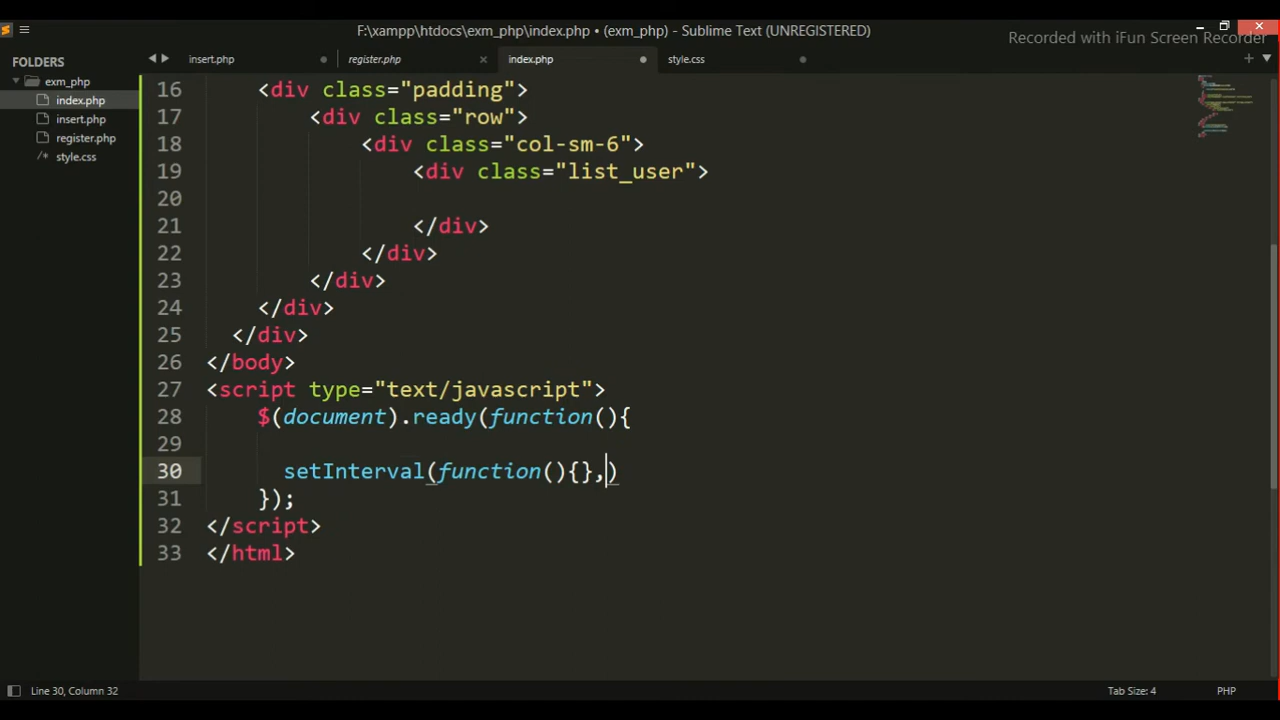 F:\xampp\htdocs\exm_php\index.php • (exm_php) - Sublime Text (UNREGISTERED)
Recorded with iFun Screen Recorder
FOLDERS
exm_php
index.php
insert.php
register.php
/* style.css
insert.php register.php index.php style.css
16 <div class="padding">
17 <div class="row">
18 <div class="col-sm-6">
19 <div class="list_user">
20
21 </div>
22 </div>
23 </div>
24 </div>
25 </div>
26 </body>
27 <script type="text/javascript">
28 $(document).ready(function(){
29
30 setInterval(function(){},)
31 });
32 </script>
33 </html>
Line 30, Column 32
Tab Size: 4
PHP